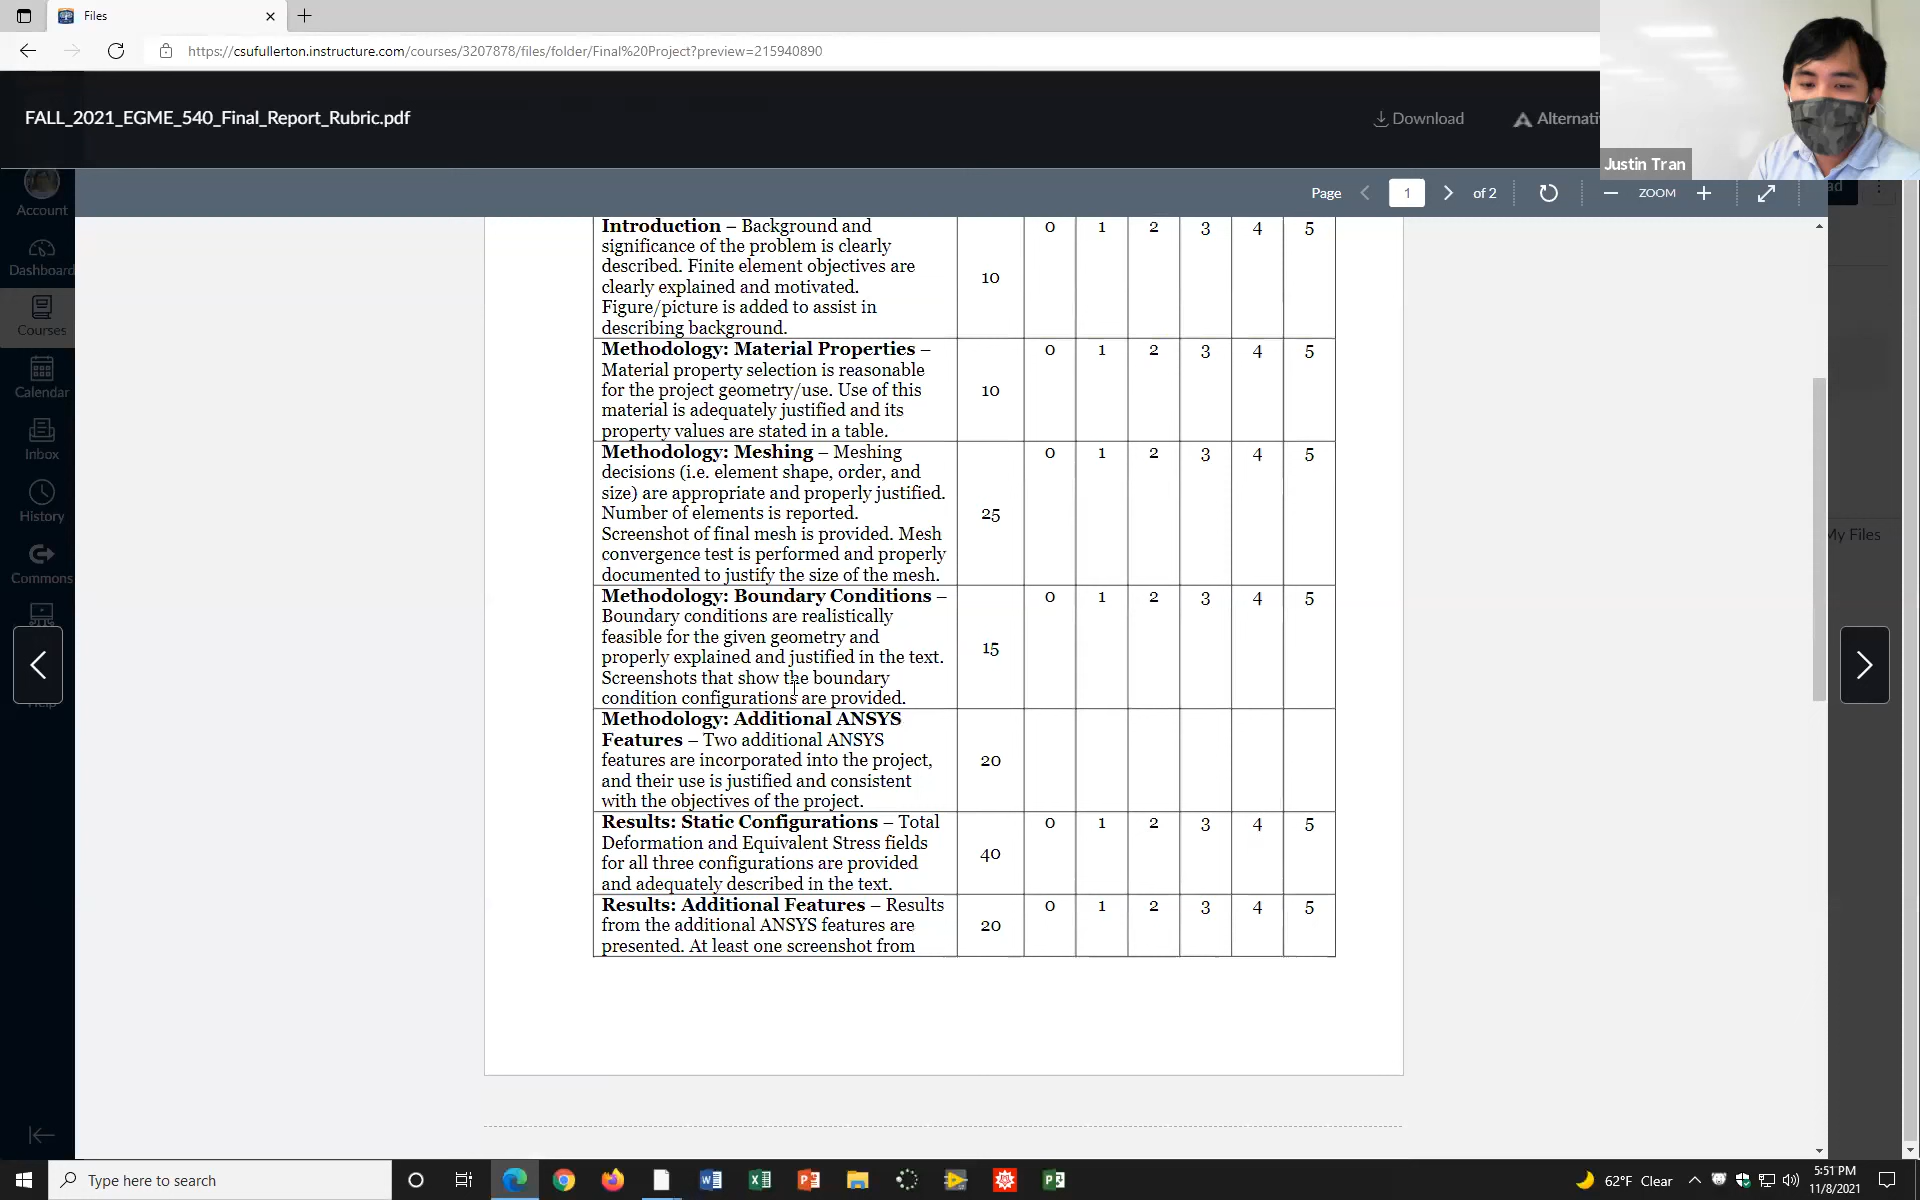 Files
https://csufullerton.instructure.com/courses/3207878/files/folder/Final%20Project?preview=215940890
FALL_2021_EGME_540_Final_Report_Rubric.pdf
Download
Alternati
Justin Tran
Page
1
of 2
ZOOM
ad
Account
Dashboard
Courses
Calendar
Inbox
History
Commons
Help
My Files
Introduction – Background and
significance of the problem is clearly
described. Finite element objectives are
clearly explained and motivated.
Figure/picture is added to assist in
describing background.
10
0 1 2 3 4 5
Methodology: Material Properties –
Material property selection is reasonable
for the project geometry/use. Use of this
material is adequately justified and its
property values are stated in a table.
10
0 1 2 3 4 5
Methodology: Meshing – Meshing
decisions (i.e. element shape, order, and
size) are appropriate and properly justified.
Number of elements is reported.
Screenshot of final mesh is provided. Mesh
convergence test is performed and properly
documented to justify the size of the mesh.
25
0 1 2 3 4 5
Methodology: Boundary Conditions –
Boundary conditions are realistically
feasible for the given geometry and
properly explained and justified in the text.
Screenshots that show the boundary
condition configurations are provided.
15
0 1 2 3 4 5
Methodology: Additional ANSYS
Features – Two additional ANSYS
features are incorporated into the project,
and their use is justified and consistent
with the objectives of the project.
20
Results: Static Configurations – Total
Deformation and Equivalent Stress fields
for all three configurations are provided
and adequately described in the text.
40
0 1 2 3 4 5
Results: Additional Features – Results
from the additional ANSYS features are
presented. At least one screenshot from
20
0 1 2 3 4 5
Type here to search
62°F Clear
5:51 PM
11/8/2021